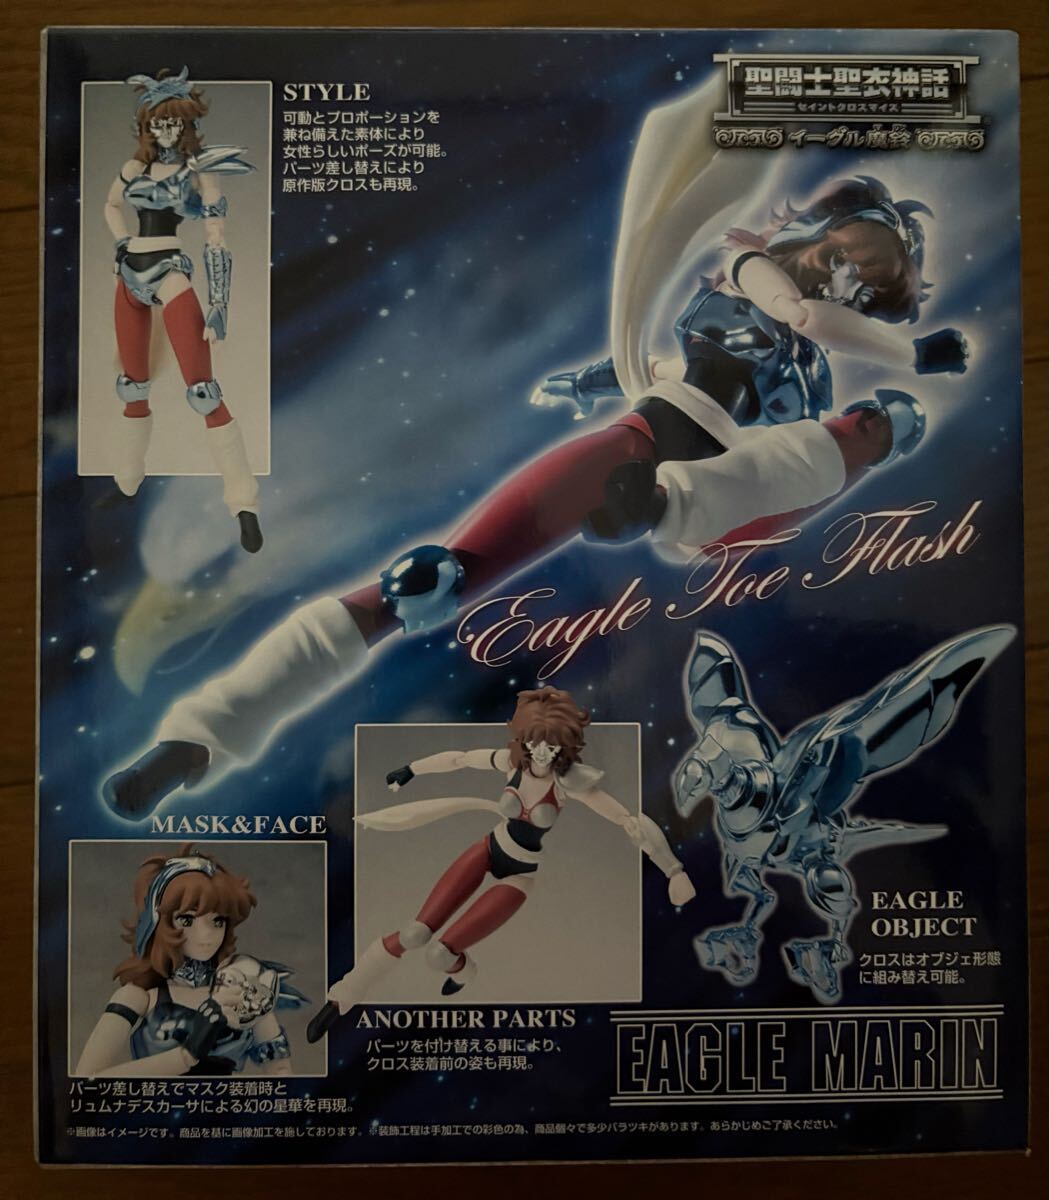 STYLE
可動とプロポーションを
兼ね備えた素体により
女性らしいポーズが可能。
パーツ差し替えにより
原作版クロスも再現。
聖闘士聖衣神話
セイントクロスマイス
イーグル魔鈴
Eagle Toe Flash
MASK&FACE
パーツ差し替えでマスク装着時と
リュムナデスカーサによる幻の星華を再現。
ANOTHER PARTS
パーツを付け替える事により、
クロス装着前の姿も再現。
EAGLE
OBJECT
クロスはオブジェ形態
に組み替え可能。
EAGLE MARIN
※画像はイメージです。商品を基に画像加工を施しております。※装飾工程は手加工での彩色の為、商品個々で多少バラツキがあります。あらかじめご了承ください。